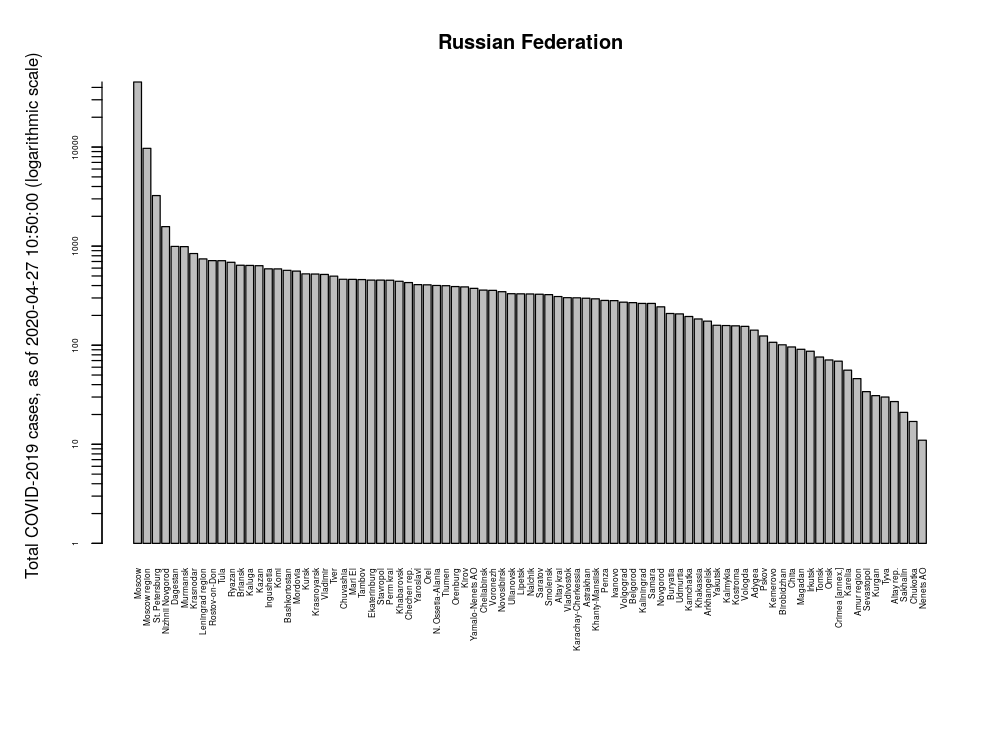 Russian Federation
Total COVID-2019 cases, as of 2020-04-27 10:50:00 (logarithmic scale)
10000
1000
100
10
1
Moscow
Moscow region
St. Petersburg
Nizhnii Novgorod
Dagestan
Murmansk
Krasnodar
Leningrad region
Rostov-on-Don
Tula
Ryazan
Briansk
Kaluga
Kazan
Ingushetia
Komi
Bashkortostan
Mordovia
Kursk
Krasnoyarsk
Vladimir
Tver
Chuvashia
Mari El
Tambov
Ekaterinburg
Stavropol
Perm krai
Khabarovsk
Chechen rep.
Yaroslavl
Orel
N. Ossetia-Alania
Tiumen
Orenburg
Kirov
Yamalo-Nenets AO
Cheliabinsk
Voronezh
Novosibirsk
Ulianovsk
Lipetsk
Nalchik
Saratov
Smolensk
Altay krai
Vladivostok
Karachay-Cherkessia
Astrakhan
Khanty-Mansiisk
Penza
Ivanovo
Volgograd
Belgorod
Kaliningrad
Samara
Novgorod
Buryatia
Udmurtia
Kamchatka
Khakassia
Arkhangelsk
Yakutsk
Kalmykia
Kostroma
Vologda
Adygea
Pskov
Kemerovo
Birobidzhan
Chita
Magadan
Irkutsk
Tomsk
Omsk
Crimea [annex.]
Karelia
Amur region
Sevastopol
Kurgan
Tyva
Altay rep.
Sakhalin
Chukotka
Nenets AO